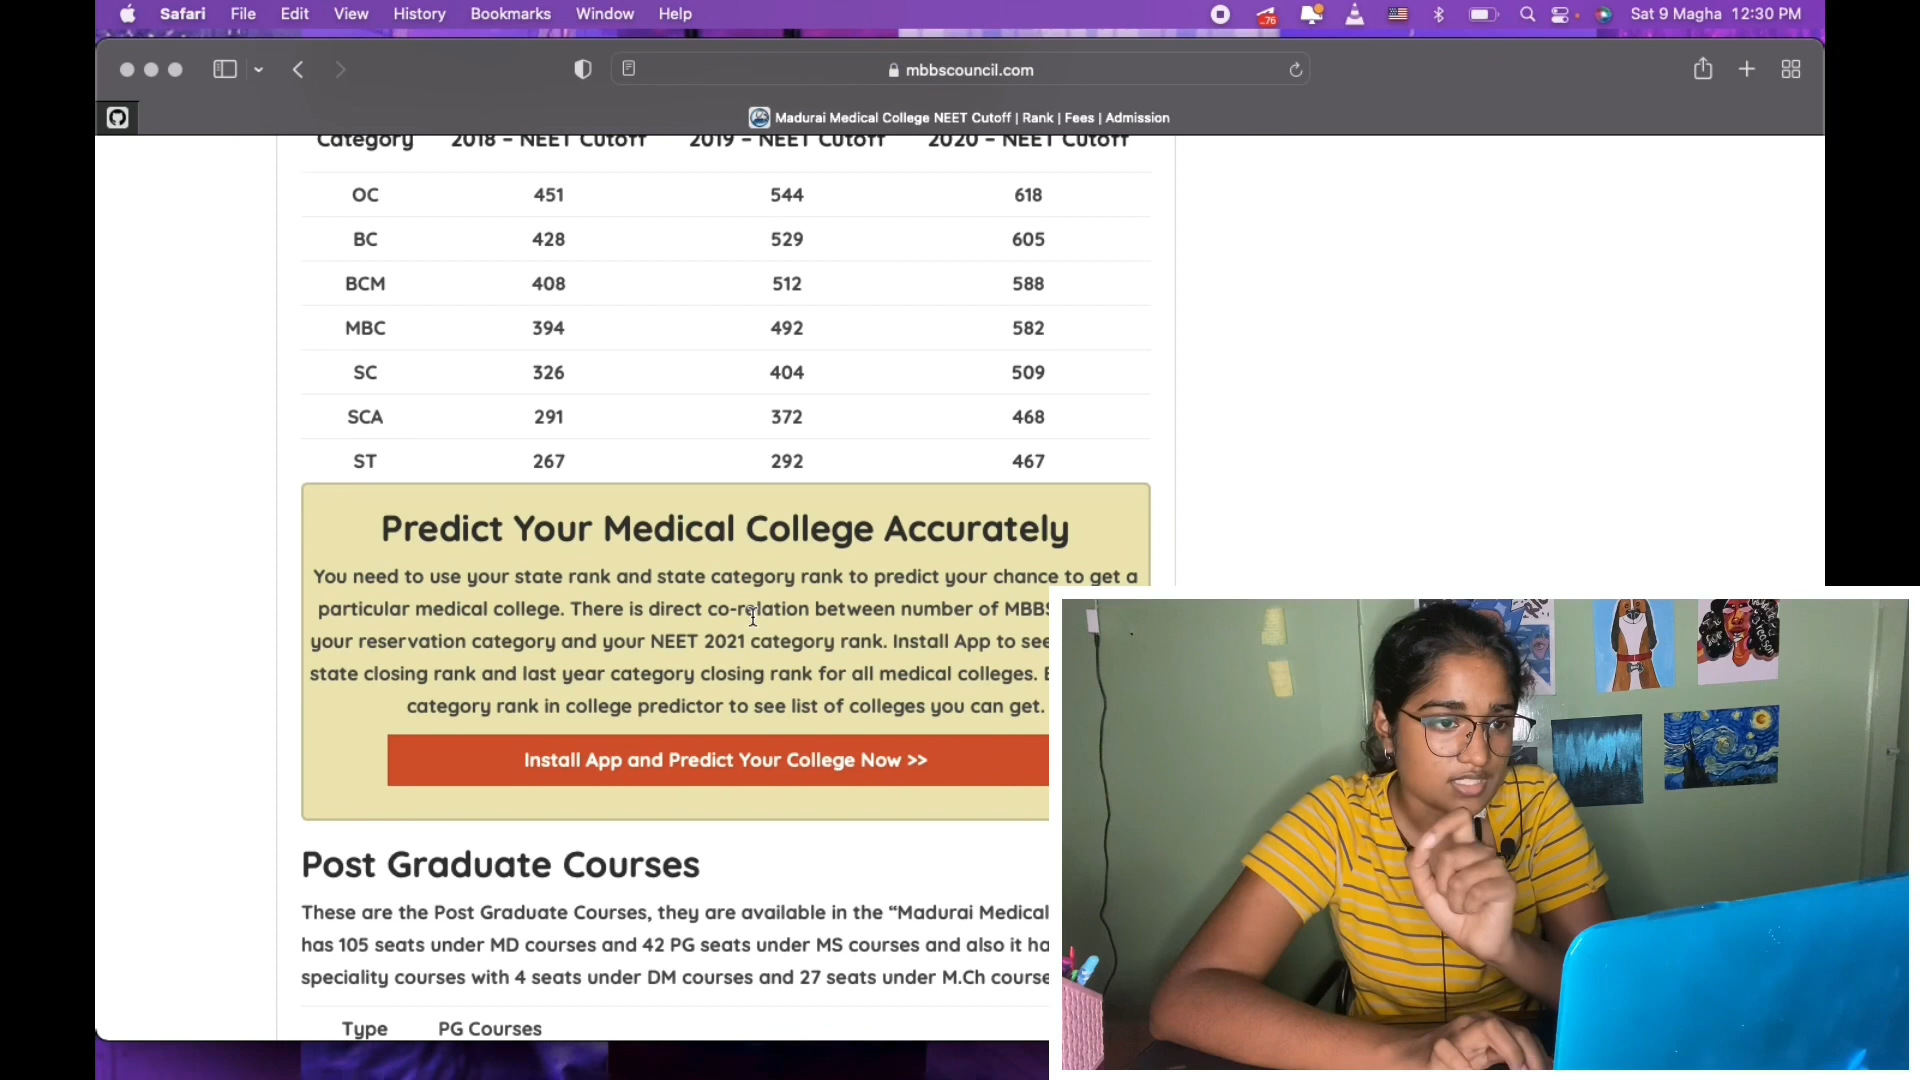 Safari File Edit View History Bookmarks Window Help
..76
Sat 9 Magha 12:30 PM
mbbscouncil.com
Madurai Medical College NEET Cutoff | Rank | Fees | Admission
Category 2018 – NEET Cutoff 2019 – NEET Cutoff 2020 – NEET Cutoff
OC 451 544 618
BC 428 529 605
BCM 408 512 588
MBC 394 492 582
SC 326 404 509
SCA 291 372 468
ST 267 292 467
Predict Your Medical College Accurately
You need to use your state rank and state category rank to predict your chance to get a
particular medical college. There is direct co-relation between number of MBBS
your reservation category and your NEET 2021 category rank. Install App to see
state closing rank and last year category closing rank for all medical colleges.
category rank in college predictor to see list of colleges you can get.
Install App and Predict Your College Now >>
Post Graduate Courses
These are the Post Graduate Courses, they are available in the “Madurai Medical
has 105 seats under MD courses and 42 PG seats under MS courses and also it ha
speciality courses with 4 seats under DM courses and 27 seats under M.Ch course
Type PG Courses